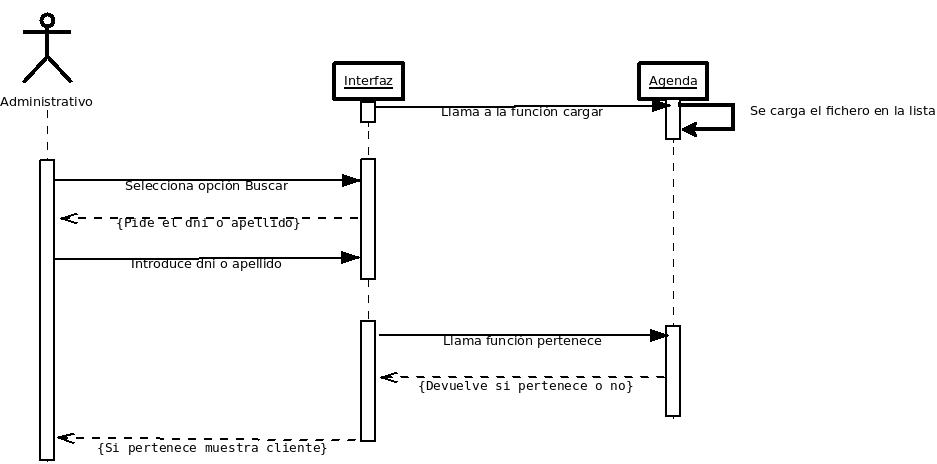 Interfaz
Agenda
Administrativo
Llama a la función cargar
Se carga el fichero en la lista
Selecciona opción Buscar
{Pide el dni o apellido}
Introduce dni o apellido
Llama función pertenece
{Devuelve si pertenece o no}
{Si pertenece muestra cliente}